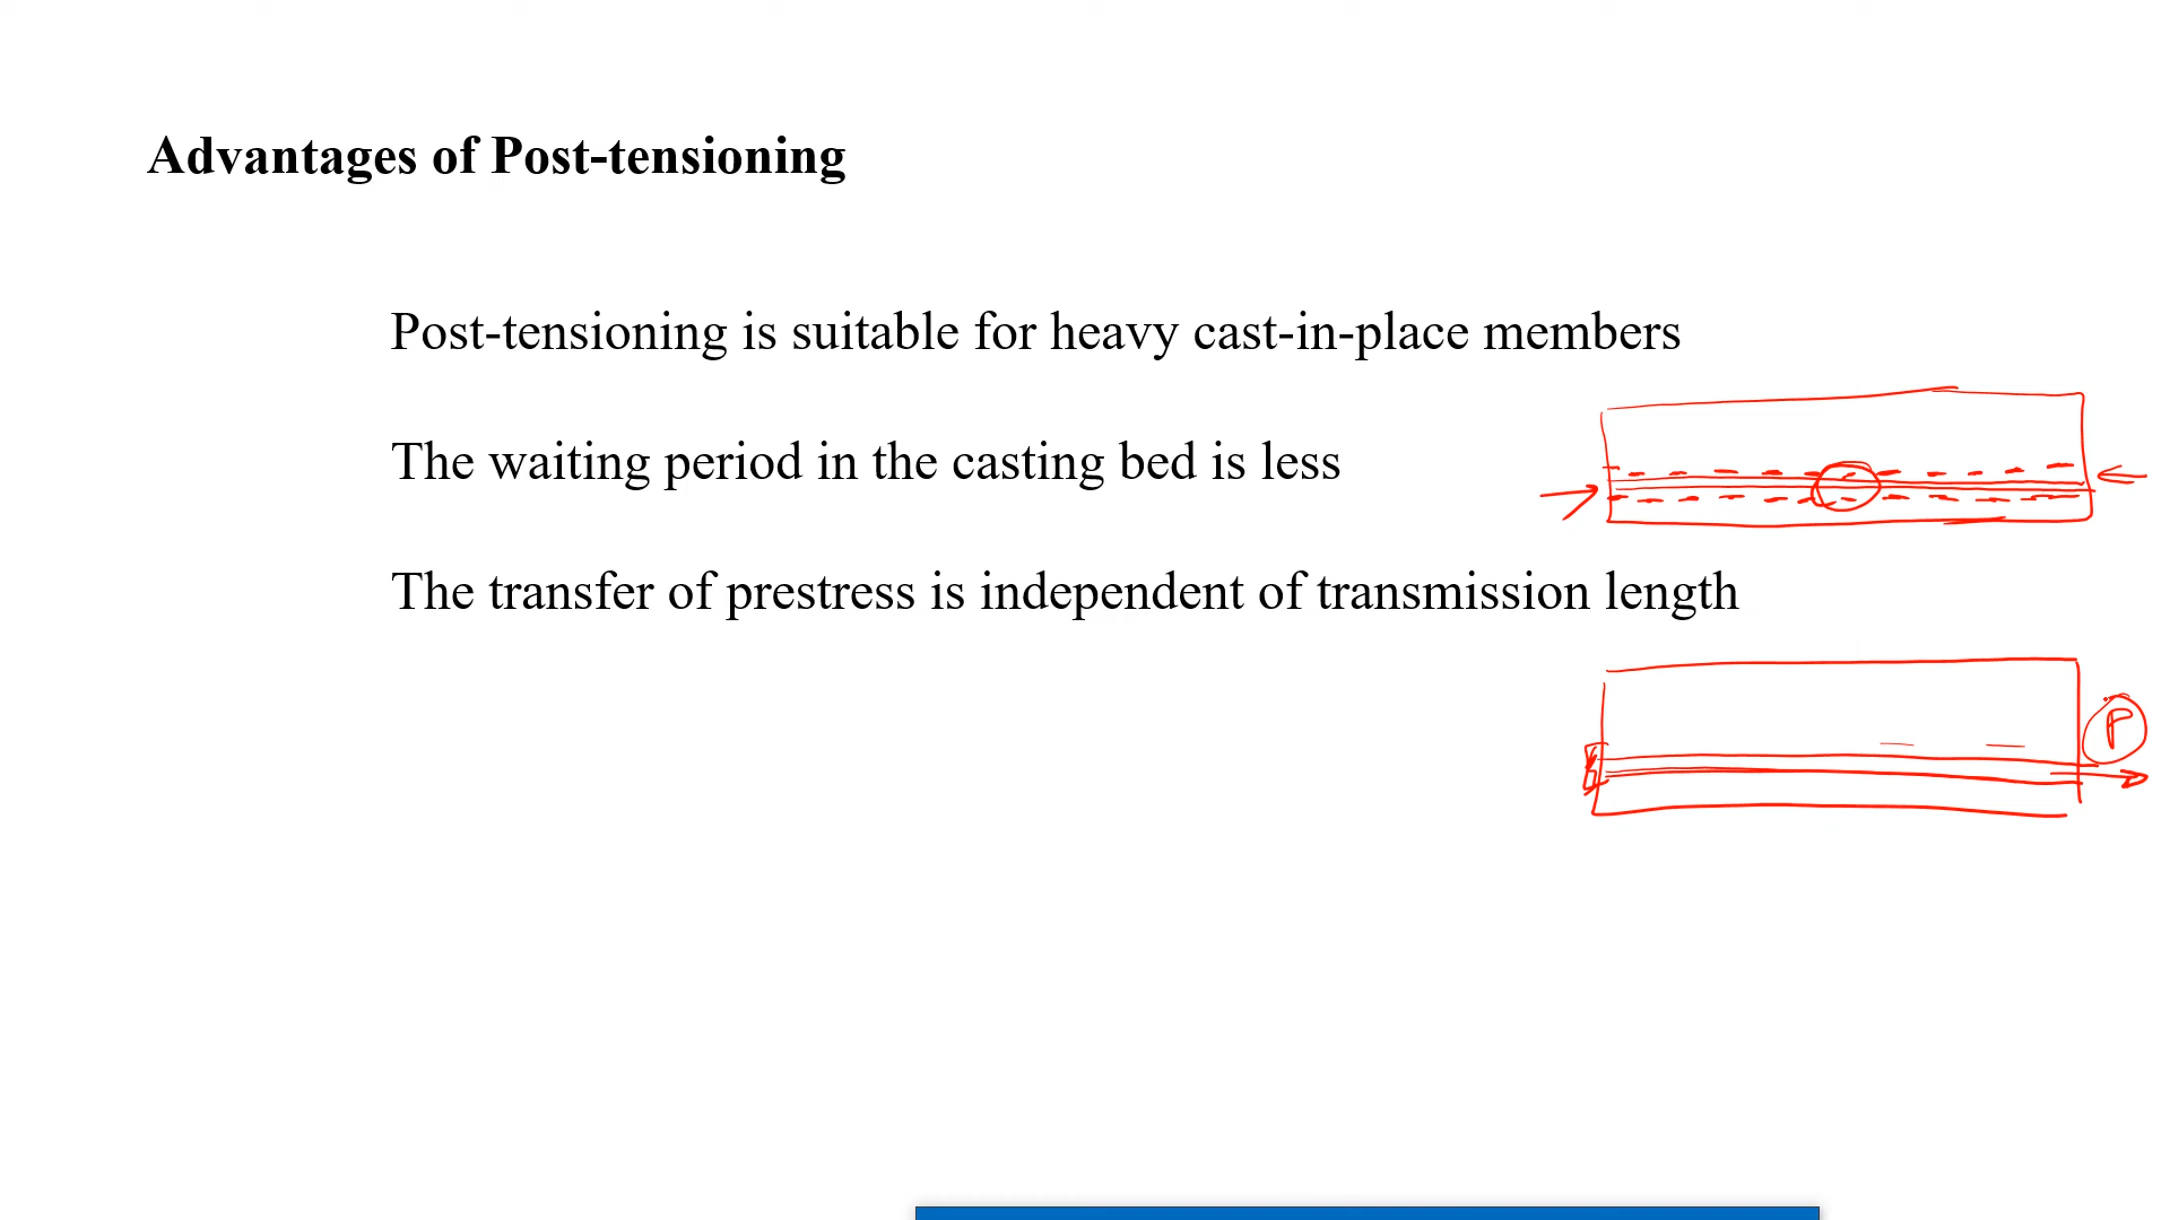 Advantages of Post-tensioning
Post-tensioning is suitable for heavy cast-in-place members
The waiting period in the casting bed is less
The transfer of prestress is independent of transmission length
P